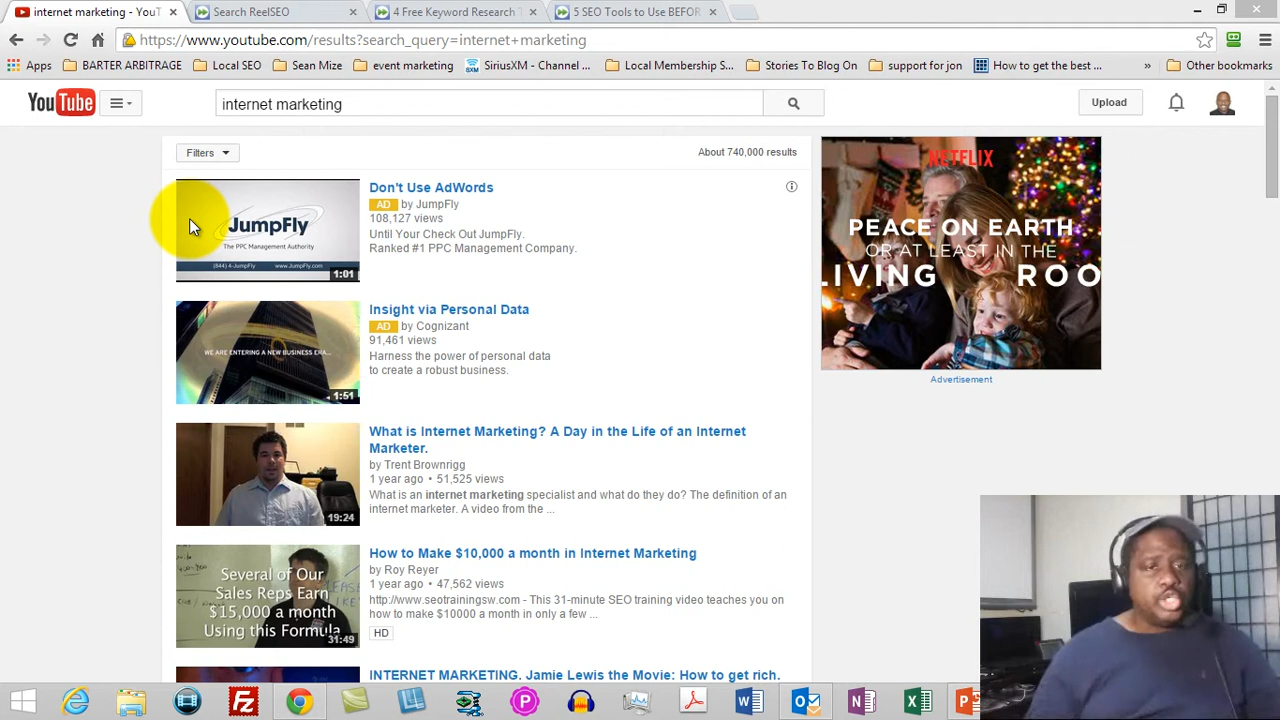 internet marketing - YouT
Search ReelSEO
4 Free Keyword Research T
5 SEO Tools to Use BEFOR
https://www.youtube.com/results?search_query=internet+marketing
Apps
BARTER ARBITRAGE
Local SEO
Sean Mize
event marketing
SiriusXM - Channel ...
Local Membership S...
Stories To Blog On
support for jon
How to get the best ...
»
Other bookmarks
YouTube
internet marketing
Upload
Filters
About 740,000 results
JumpFly
The PPC Management Authority
(844) 4-JumpFly www.JumpFly.com
1:01
Don't Use AdWords
AD by JumpFly
108,127 views
Until Your Check Out JumpFly.
Ranked #1 PPC Management Company.
WE ARE ENTERING A NEW BUSINESS ERA...
1:51
Insight via Personal Data
AD by Cognizant
91,461 views
Harness the power of personal data
to create a robust business.
19:24
What is Internet Marketing? A Day in the Life of an Internet
Marketer.
by Trent Brownrigg
1 year ago • 51,525 views
What is an internet marketing specialist and what do they do? The definition of an
internet marketer. A video from the ...
Several of Our
Sales Reps Earn
$15,000 a month
Using this Formula
31:49
How to Make $10,000 a month in Internet Marketing
by Roy Reyer
1 year ago • 47,562 views
http://www.seotrainingsw.com - This 31-minute SEO training video teaches you on
how to make $10000 a month in only a few ...
HD
INTERNET MARKETING. Jamie Lewis the Movie: How to get rich.
NETFLIX
PEACE ON EARTH
OR AT LEAST IN THE
LIVING ROO
Advertisement